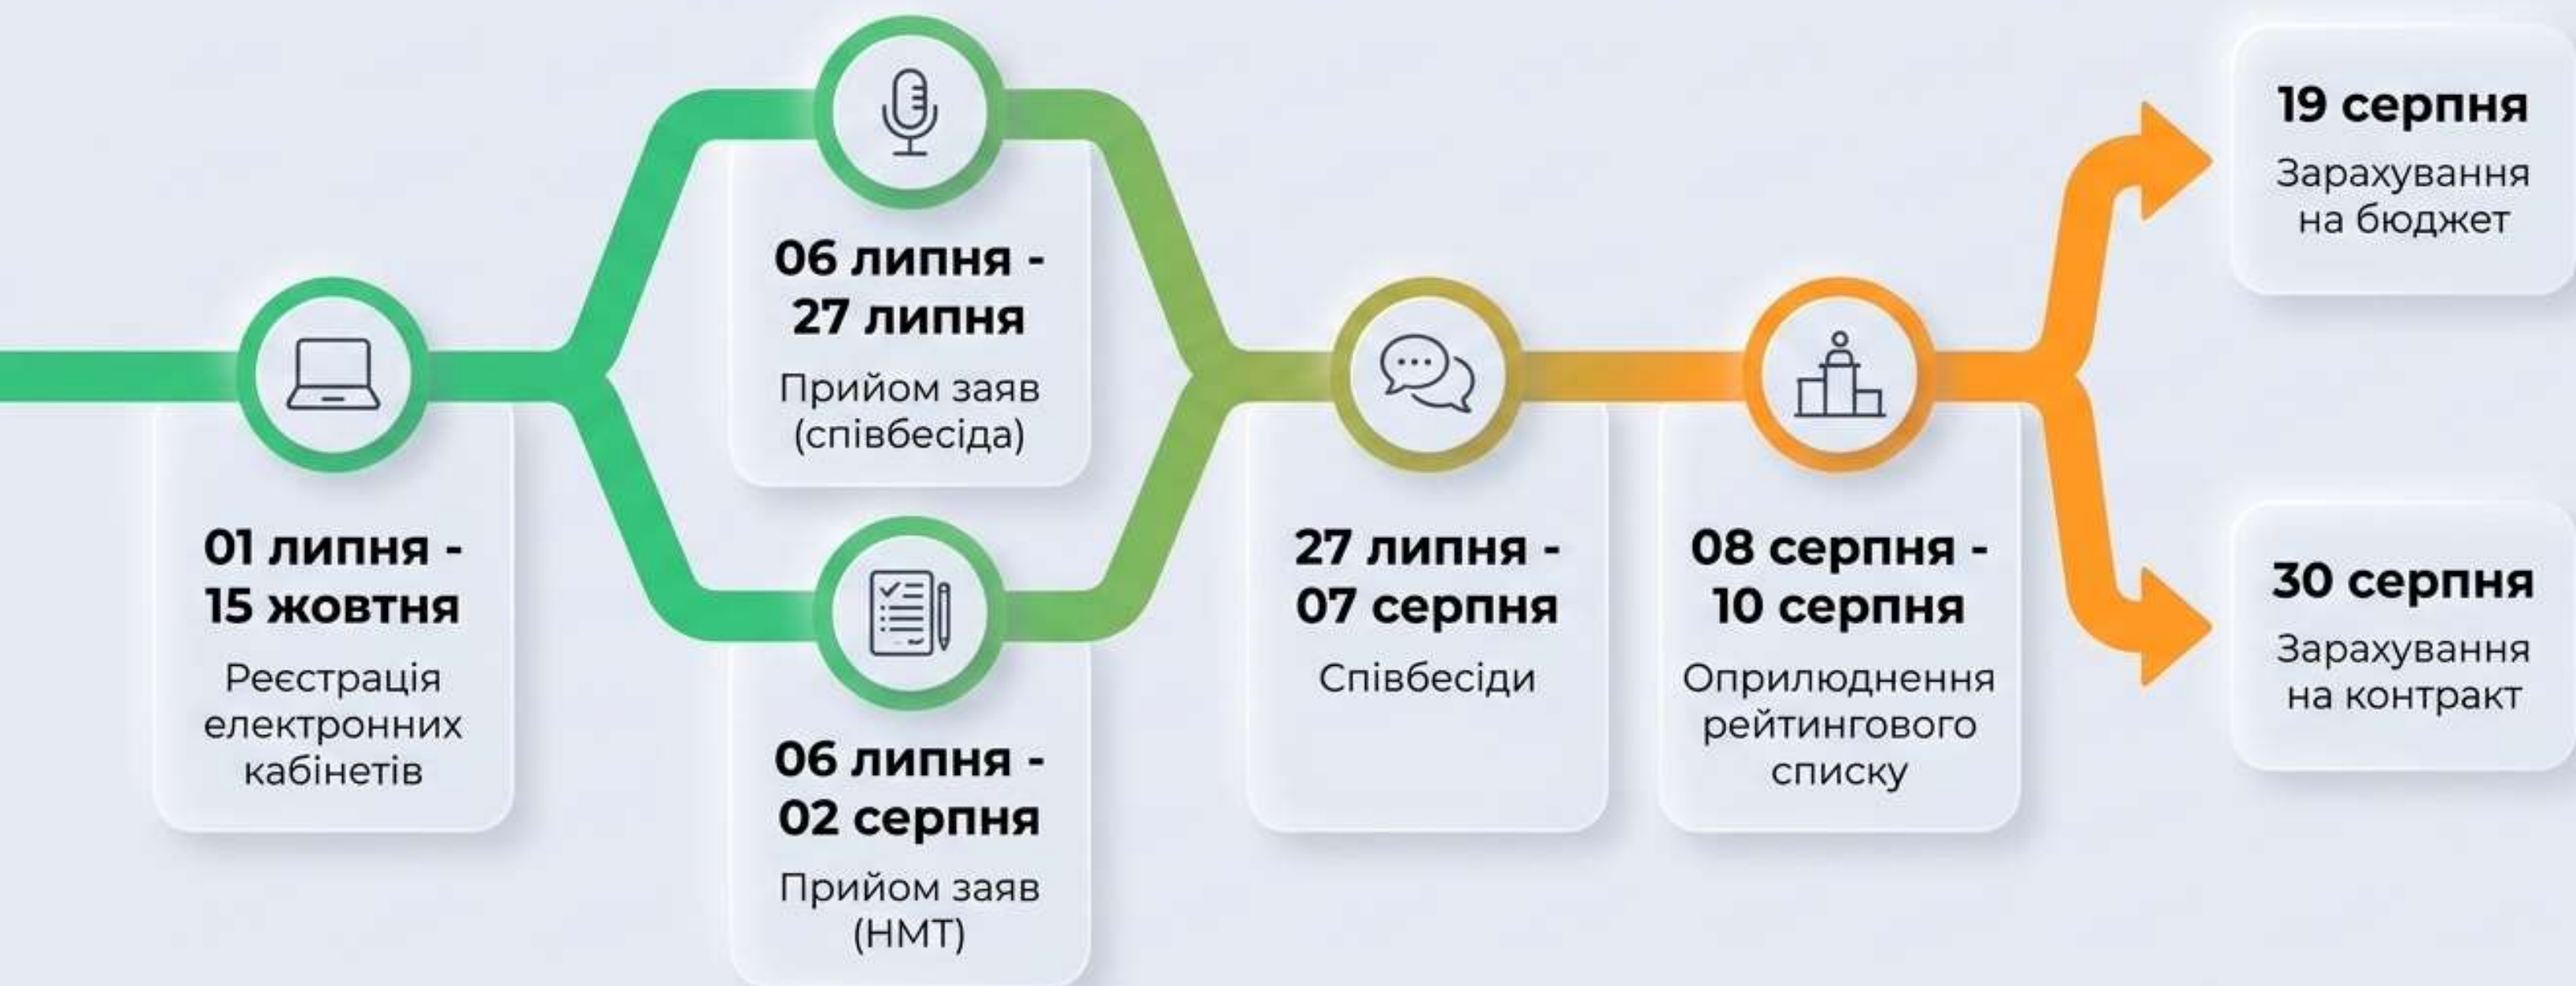 01 липня -
15 жовтня
Реєстрація
електронних
кабінетів
06 липня -
27 липня
Прийом заяв
(співбесіда)
06 липня -
02 серпня
Прийом заяв
(НМТ)
27 липня -
07 серпня
Співбесіди
08 серпня -
10 серпня
Оприлюднення
рейтингового
списку
19 серпня
Зарахування
на бюджет
30 серпня
Зарахування
на контракт